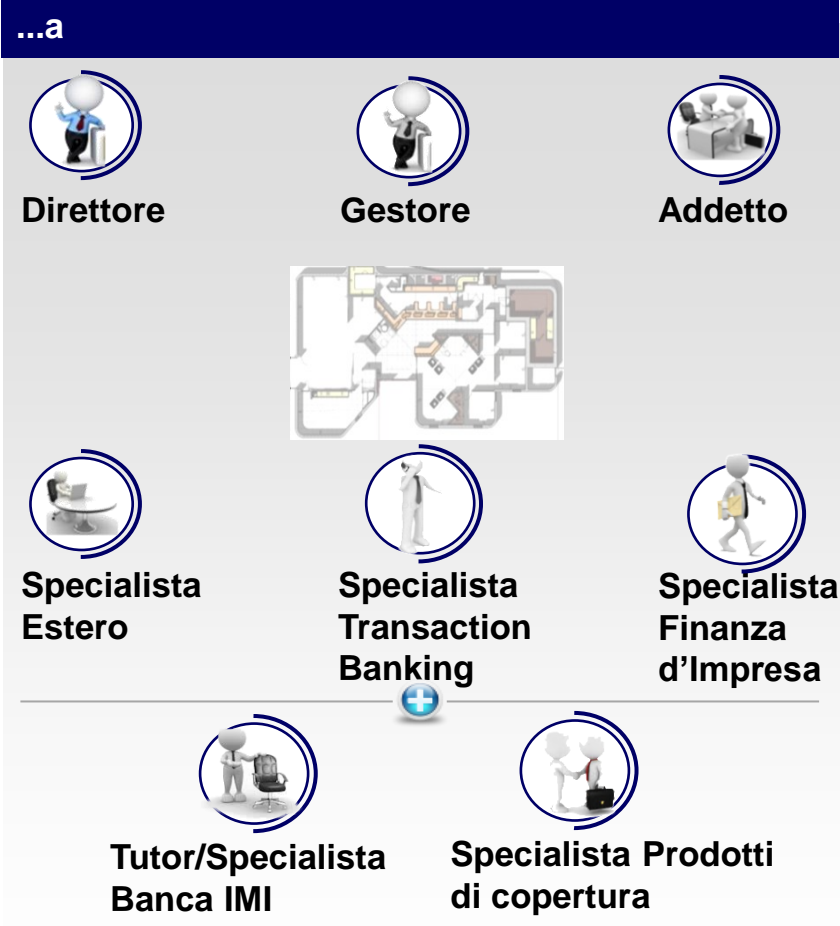 ...a
Direttore
Gestore
Addetto
Specialista
Estero
Specialista
Transaction
Banking
Specialista
Finanza
d’Impresa
Tutor/Specialista
Banca IMI
Specialista Prodotti
di copertura